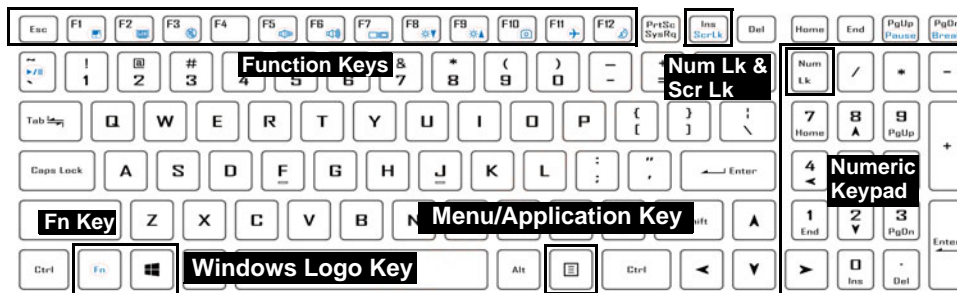 Esc F1 F2 F3 F4 F5 F6 F7 F8 F9 F10 F11 F12 PrtSc SysRq Ins ScrLk Del Home End PgUp Pause PgDn Break
~ ` ! 1 @ 2 # 3 4 5 6 & 7 * 8 ( 9 ) 0 — - Num Lk / * -
Function Keys
Num Lk &
Scr Lk
Tab Q W E R T Y U I O P { [ } ] ¦ \ 7 Home 8 9 PgUp +
Caps Lock A S D F G H J K L : ; " ' Enter 4
Numeric
Keypad
Fn Key
Z X C V B N
Menu/Application Key
1 End 2 3 PgDn Enter
Ctrl Fn
Windows Logo Key
Alt Ctrl 0 Ins . Del